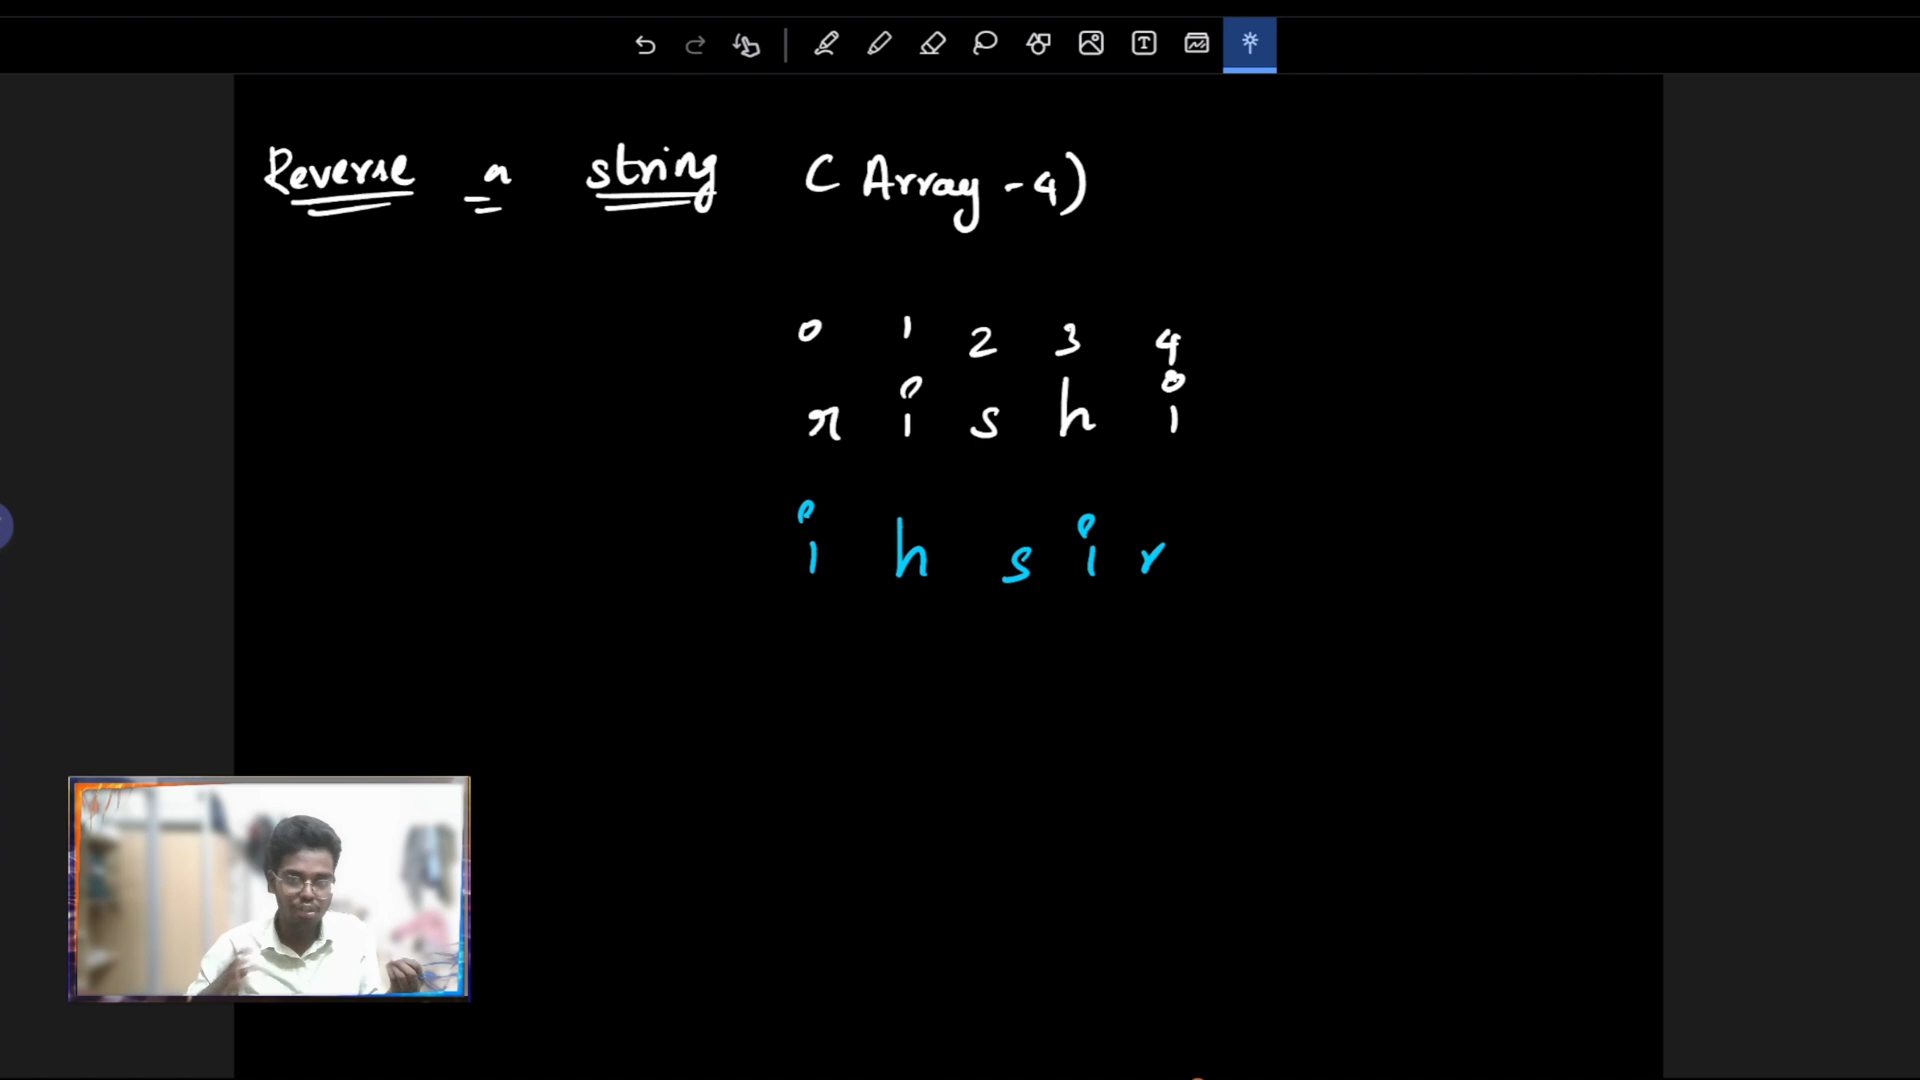 Reverse a string (Array - 4)
0 1 2 3 4
r i s h i
i h s i r